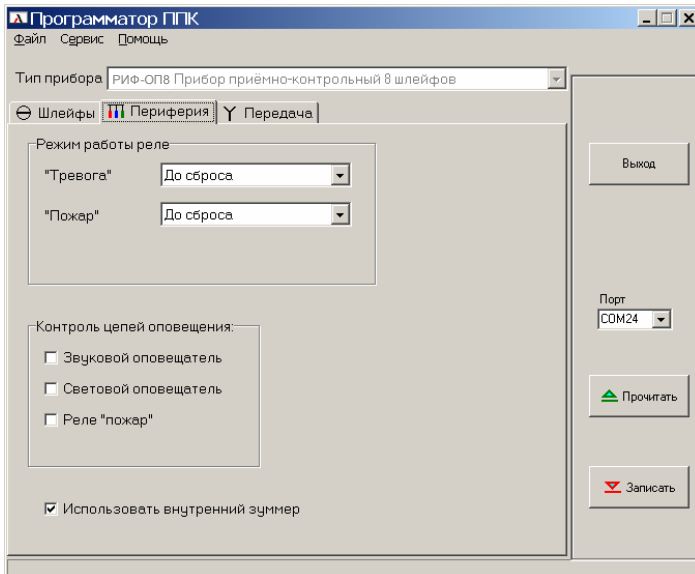 Программатор ППК
Файл Сервис Помощь
Тип прибора РИФ-ОП8 Прибор приёмно-контрольный 8 шлейфов
Шлейфы Периферия Передача
Режим работы реле
"Тревога" До сброса
"Пожар" До сброса
Выход
Порт
COM24
Контроль цепей оповещения:
Звуковой оповещатель
Световой оповещатель
Реле "пожар"
Прочитать
Записать
Использовать внутренний зуммер